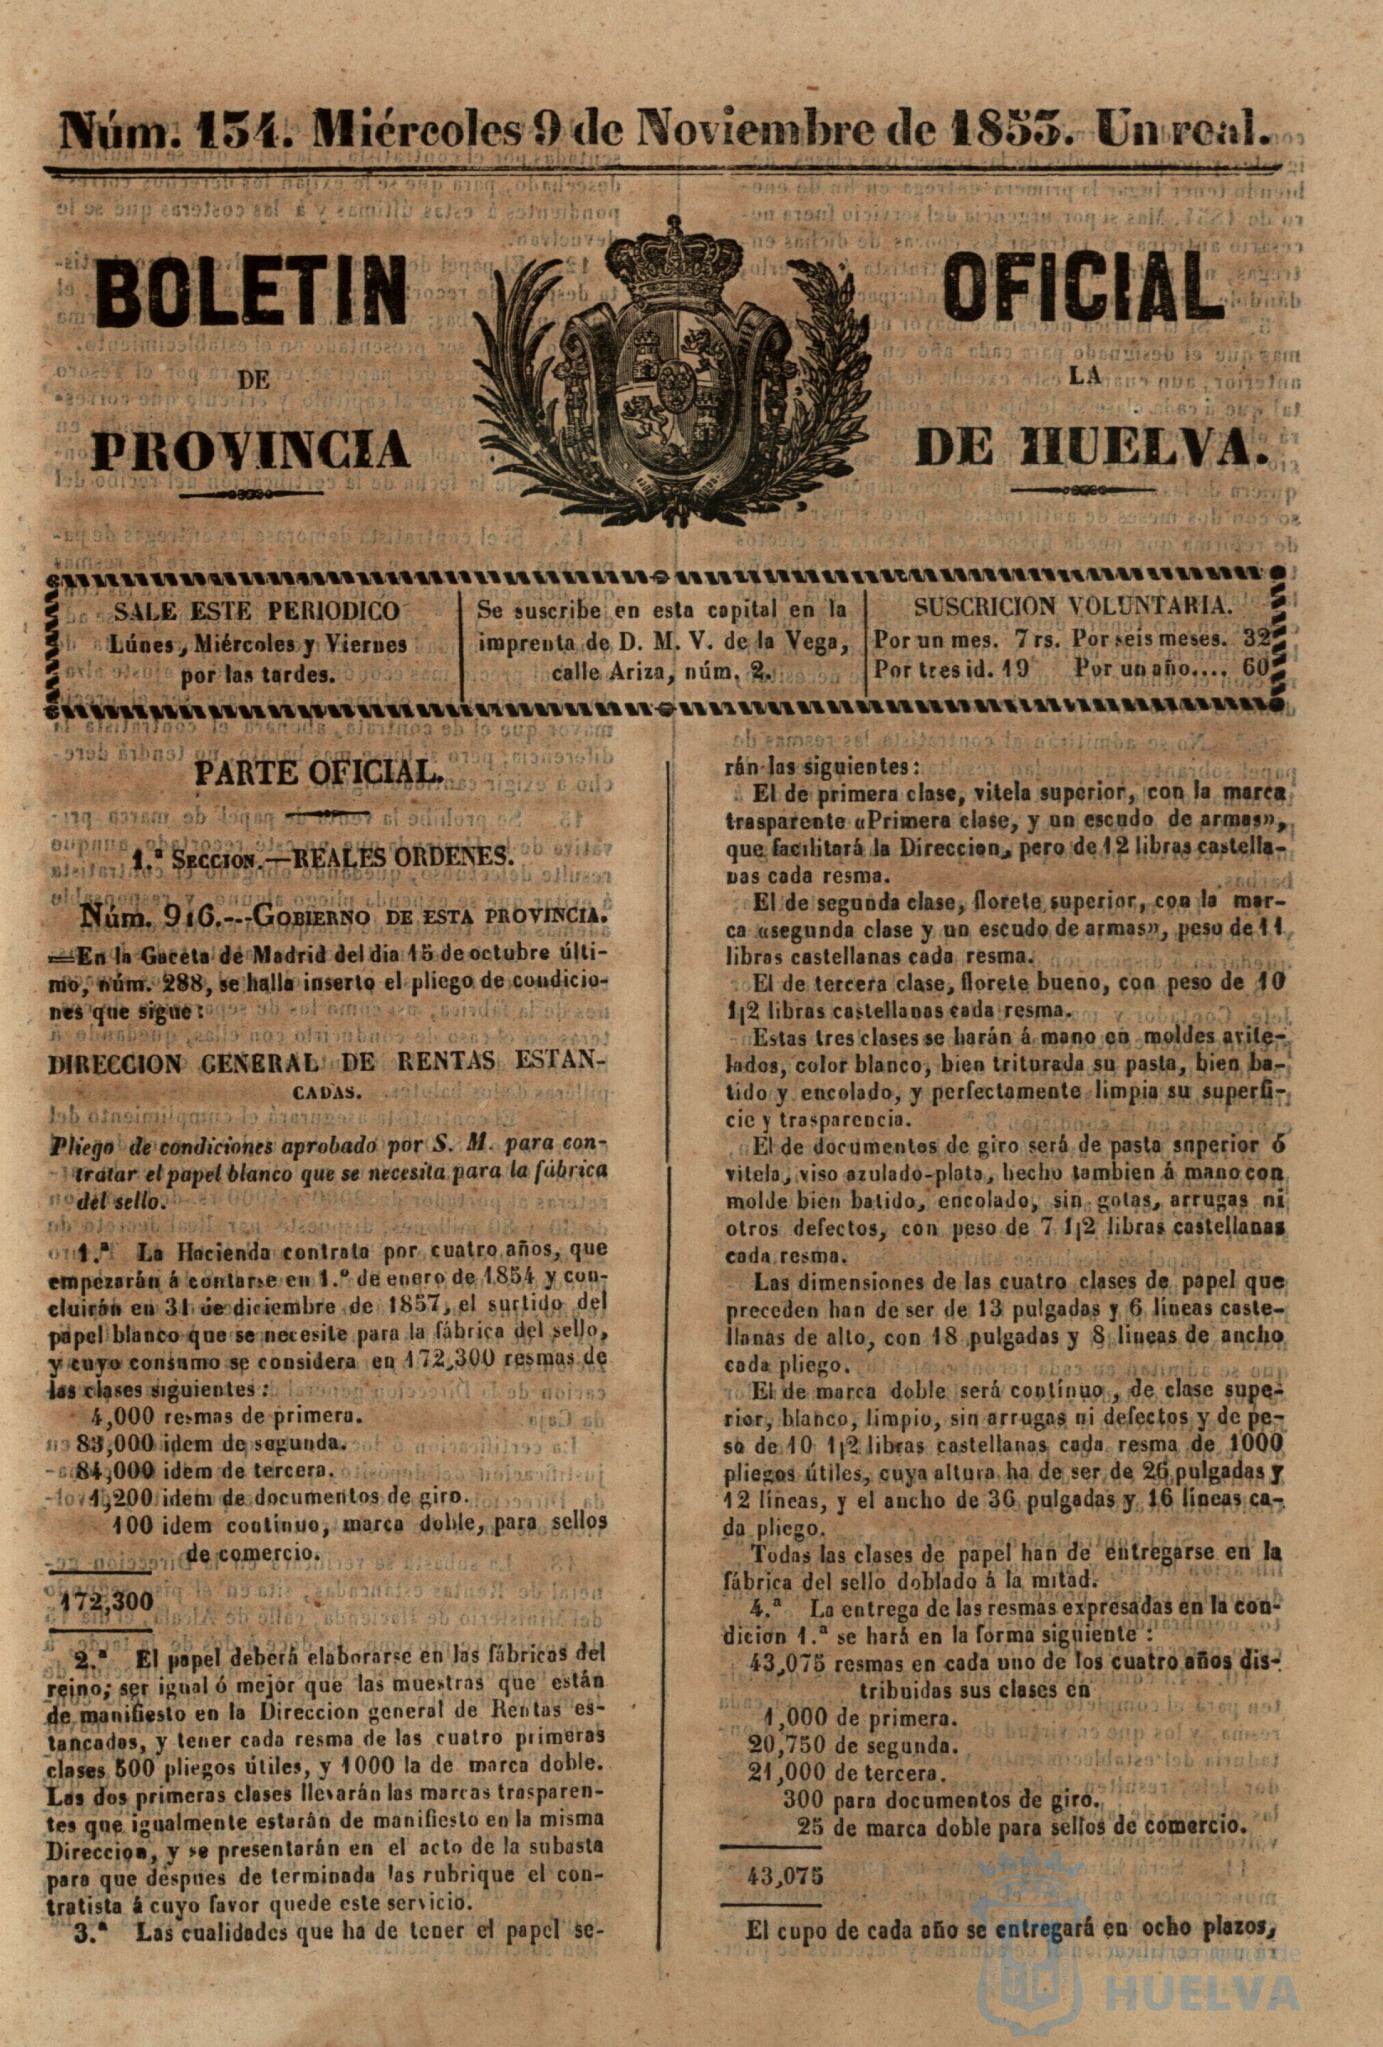 Núm. 134. Miércoles 9 de Noviembre de 1853. Un real.
BOLETIN OFICIAL
DE LA
PROVINCIA DE HUELVA.
SALE ESTE PERIODICO
Lúnes, Miércoles y Viernes
por las tardes.
Se suscribe en esta capital en la
imprenta de D. M. V. de la Vega,
calle Ariza, núm. 2.
SUSCRICION VOLUNTARIA.
Por un mes. 7 rs. Por seis meses. 32
Por tres id. 19 Por un año.... 60
PARTE OFICIAL.
1.ª SECCION.—REALES ORDENES.
Núm. 916.---GOBIERNO DE ESTA PROVINCIA.
—En la Gaceta de Madrid del dia 15 de octubre últi-
mo, núm. 288, se halla inserto el pliego de condicio-
nes que sigue:
DIRECCION GENERAL DE RENTAS ESTAN-
CADAS.
Pliego de condiciones aprobado por S. M. para con-
tratar el papel blanco que se necesita para la fábrica
del sello.
1.ª La Hacienda contrata por cuatro años, que
empezarán á contarse en 1.º de enero de 1854 y con-
cluirán en 31 de diciembre de 1857, el surtido del
papel blanco que se necesite para la fábrica del sello,
y cuyo consumo se considera en 172,300 resmas de
las clases siguientes:
4,000 resmas de primera.
83,000 idem de segunda.
84,000 idem de tercera.
1,200 idem de documentos de giro.
100 idem contínuo, marca doble, para sellos
de comercio.
172,300
2.ª El papel deberá elaborarse en las fábricas del
reino; ser igual ó mejor que las muestras que están
de manifiesto en la Direccion general de Rentas es-
tancadas, y tener cada resma de las cuatro primeras
clases 500 pliegos útiles, y 1000 la de marca doble.
Las dos primeras clases llevarán las marcas trasparen-
tes que igualmente estarán de manifiesto en la misma
Direccion, y se presentarán en el acto de la subasta
para que despues de terminada las rubrique el con-
tratista á cuyo favor quede este servicio.
3.ª Las cualidades que ha de tener el papel se-
rán las siguientes:
El de primera clase, vitela superior, con la marca
trasparente «Primera clase, y un escudo de armas»,
que facilitará la Direccion, pero de 12 libras castella-
nas cada resma.
El de segunda clase, florete superior, con la mar-
ca «segunda clase y un escudo de armas», peso de 11
libras castellanas cada resma.
El de tercera clase, florete bueno, con peso de 10
1¡2 libras castellanas cada resma.
Estas tres clases se harán á mano en moldes avite-
lados, color blanco, bien triturada su pasta, bien ba-
tido y encolado, y perfectamente limpia su superfi-
cie y trasparencia.
El de documentos de giro será de pasta snperior ó
vitela, viso azulado-plata, hecho tambien á mano con
molde bien batido, encolado, sin gotas, arrugas ni
otros defectos, con peso de 7 1¡2 libras castellanas
cada resma.
Las dimensiones de las cuatro clases de papel que
preceden han de ser de 13 pulgadas y 6 líneas caste-
llanas de alto, con 18 pulgadas y 8 lineas de ancho
cada pliego.
El de marca doble será contínuo, de clase supe-
rior, blanco, limpio, sin arrugas ni defectos y de pe-
so de 10 1¡2 libras castellanas cada resma de 1000
pliegos útiles, cuya altura ha de ser de 26 pulgadas y
12 líneas, y el ancho de 36 pulgadas y 16 líneas ca-
da pliego.
Todas las clases de papel han de entregarse en la
fábrica del sello doblado á la mitad.
4.ª La entrega de las resmas expresadas en la con-
dicion 1.ª se hará en la forma siguiente:
43,075 resmas en cada uno de los cuatro años dis-
tribuidas sus clases en
1,000 de primera.
20,750 de segunda.
21,000 de tercera.
300 para documentos de giro.
25 de marca doble para sellos de comercio.
43,075
El cupo de cada año se entregará en ocho plazos,
HUELVA